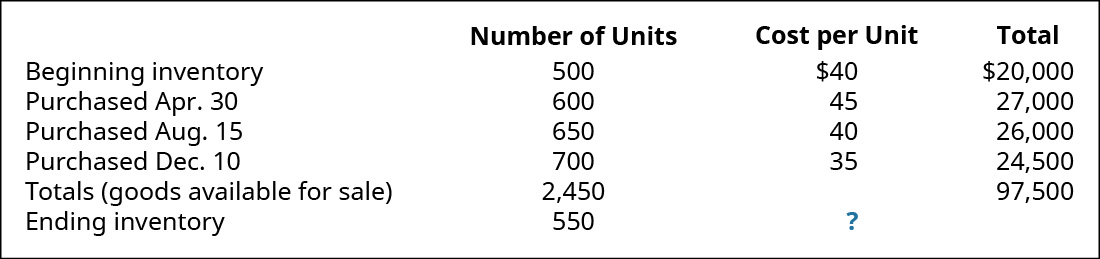 Number of Units Cost per Unit Total
Beginning inventory 500 $40 $20,000
Purchased Apr. 30 600 45 27,000
Purchased Aug. 15 650 40 26,000
Purchased Dec. 10 700 35 24,500
Totals (goods available for sale) 2,450 97,500
Ending inventory 550 ?